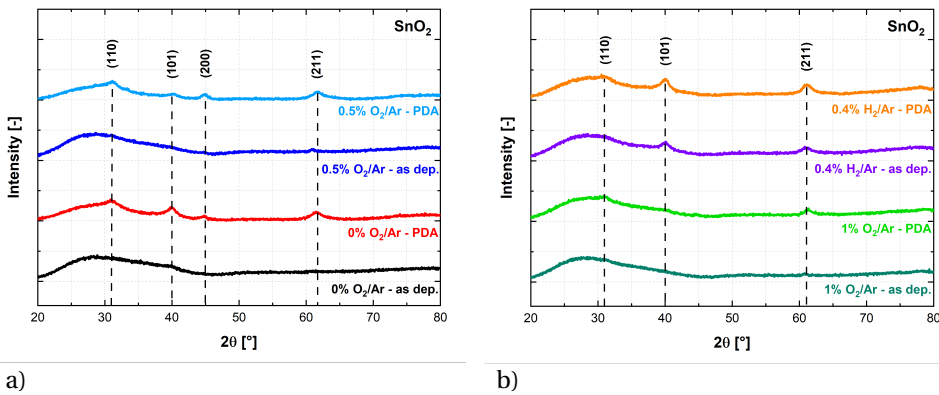 SnO2
(110)
(101)
(200)
(211)
0.5% O2/Ar - PDA
0.5% O2/Ar - as dep.
0% O2/Ar - PDA
0% O2/Ar - as dep.
Intensity [-]
20 30 40 50 60 70 80
2θ [°]
a)
SnO2
(110)
(101)
(211)
0.4% H2/Ar - PDA
0.4% H2/Ar - as dep.
1% O2/Ar - PDA
1% O2/Ar - as dep.
Intensity [-]
20 30 40 50 60 70 80
2θ [°]
b)